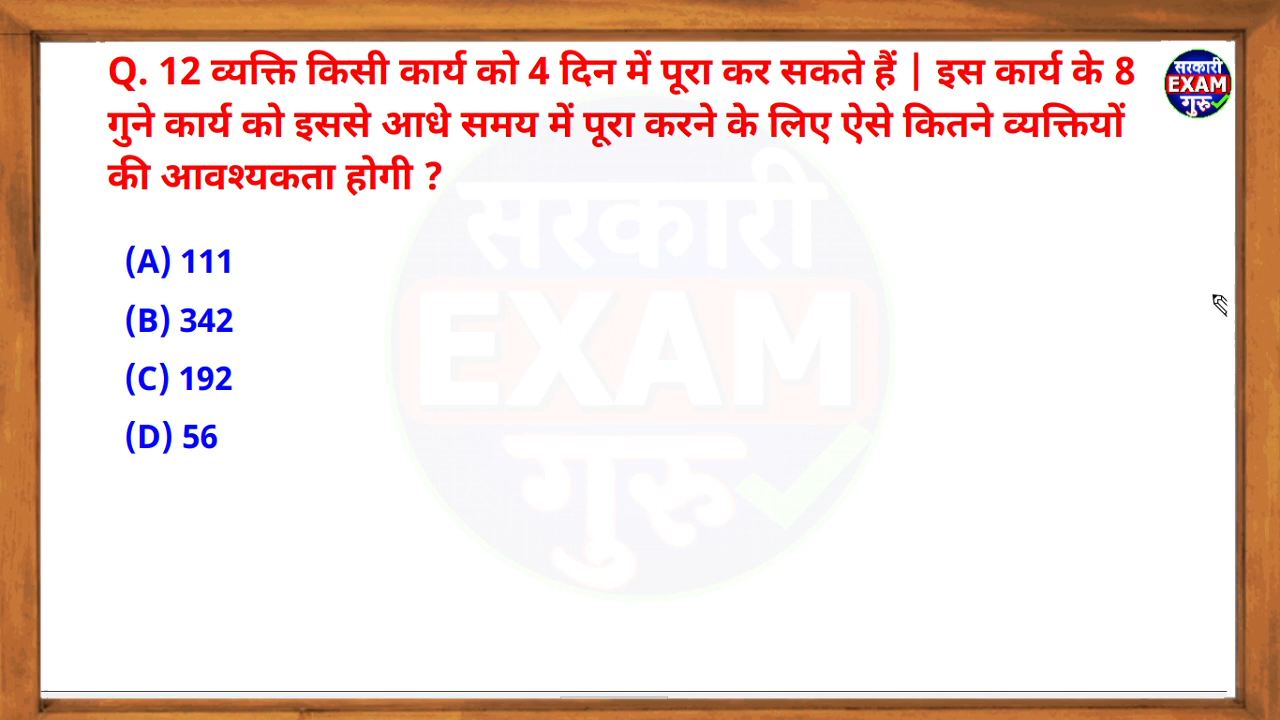 Q. 12 व्यक्ति किसी कार्य को 4 दिन में पूरा कर सकते हैं | इस कार्य के 8
गुने कार्य को इससे आधे समय में पूरा करने के लिए ऐसे कितने व्यक्तियों
की आवश्यकता होगी ?
सरकारी
EXAM
गुरु
(A) 111
(B) 342
(C) 192
(D) 56
सरकारी
EXAM
गुरु